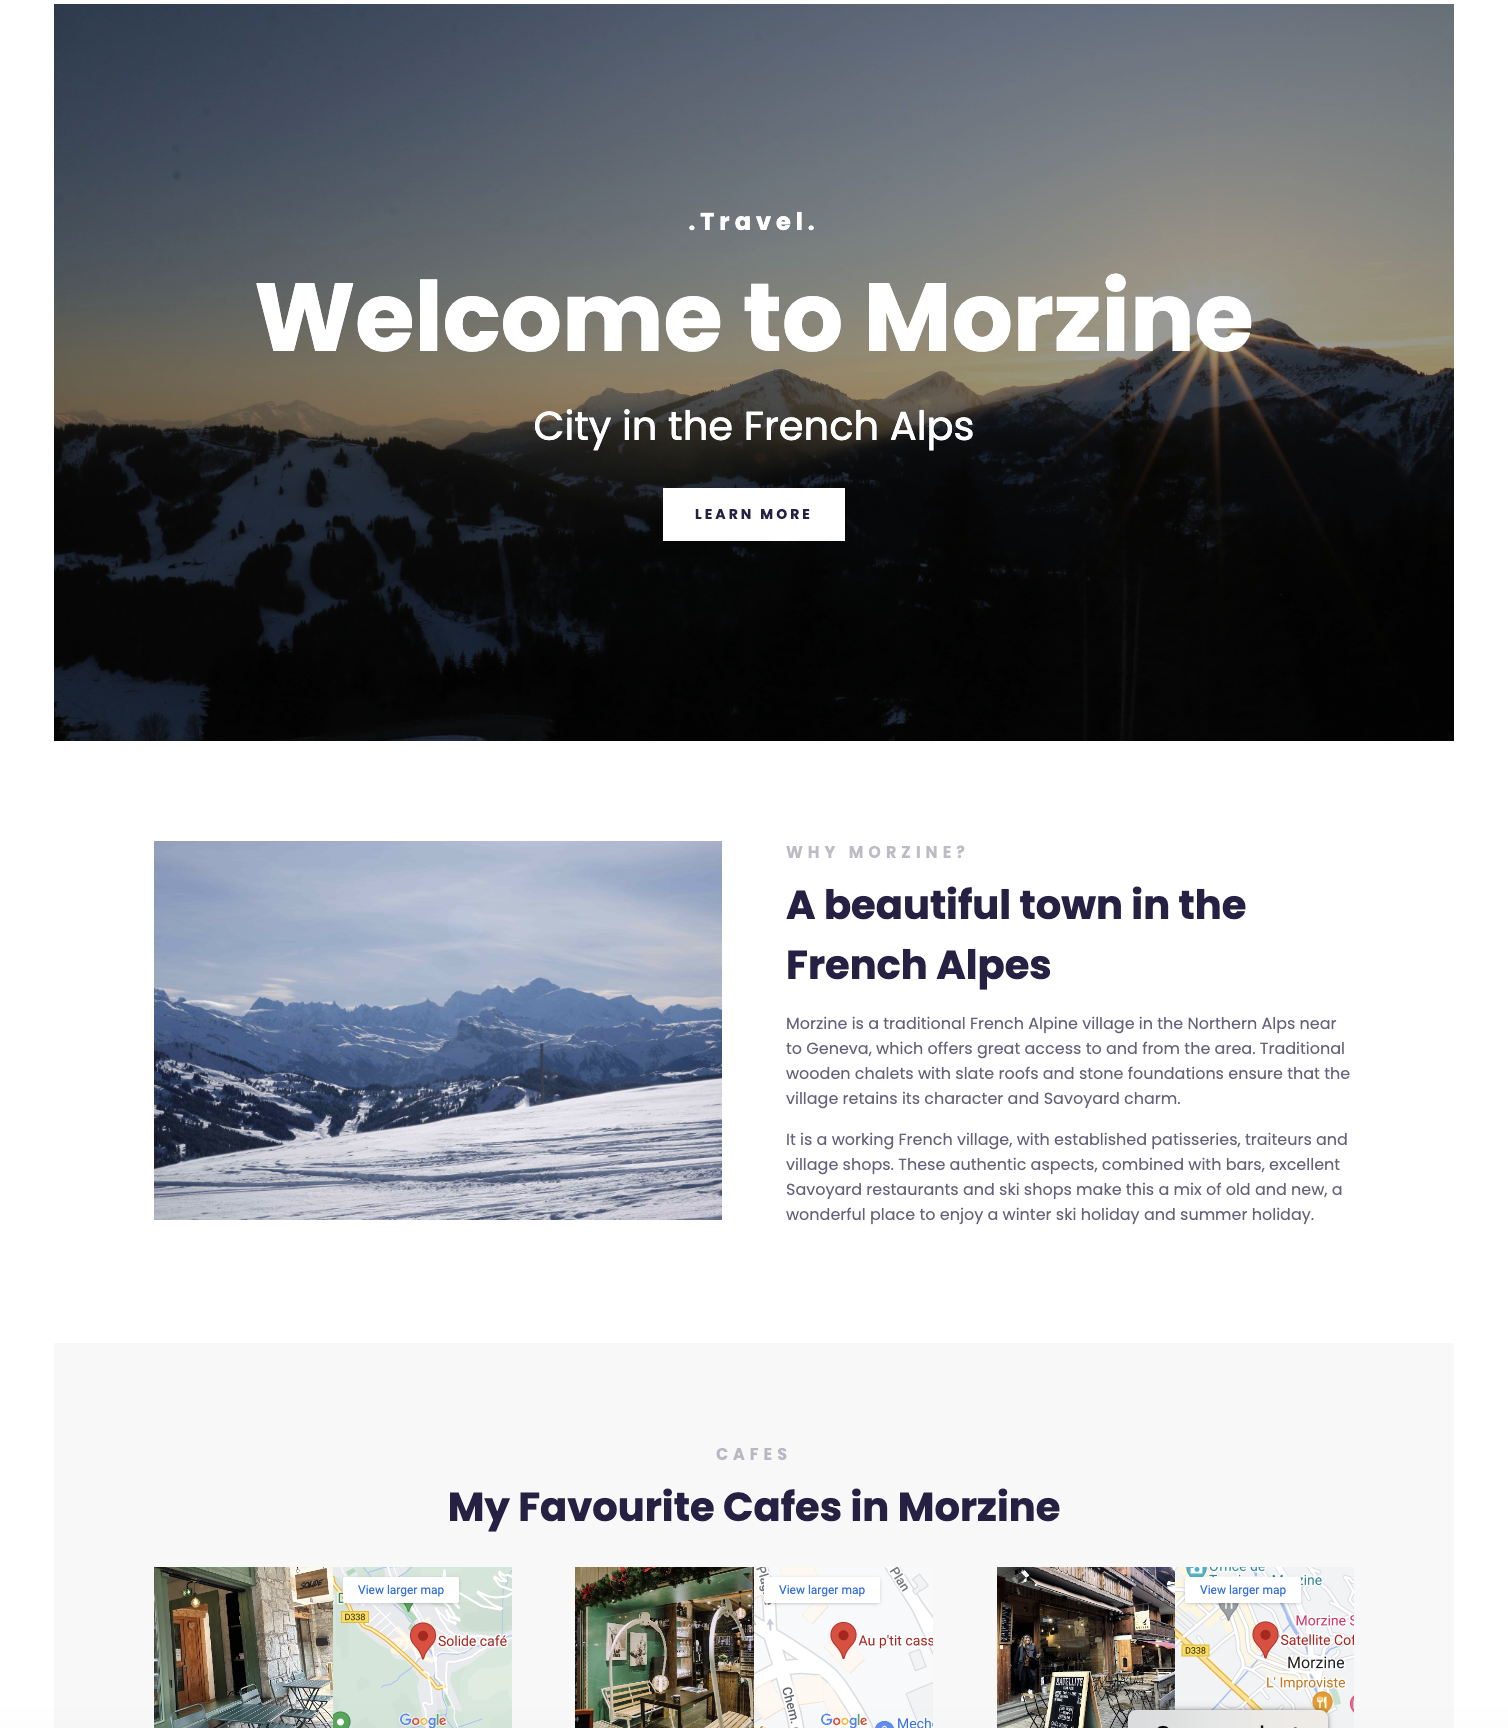 .Travel.
Welcome to Morzine
City in the French Alps
LEARN MORE
WHY MORZINE?
A beautiful town in the
French Alpes
Morzine is a traditional French Alpine village in the Northern Alps near
to Geneva, which offers great access to and from the area. Traditional
wooden chalets with slate roofs and stone foundations ensure that the
village retains its character and Savoyard charm.
It is a working French village, with established patisseries, traiteurs and
village shops. These authentic aspects, combined with bars, excellent
Savoyard restaurants and ski shops make this a mix of old and new, a
wonderful place to enjoy a winter ski holiday and summer holiday.
CAFES
My Favourite Cafes in Morzine
SOLIDE
View larger map
D338
Solide café
Google
View larger map
Plan
Au p'tit cass
Chem.
Google
Mech
View larger map
zine
Morzine S
D338
Satellite Cof
Morzine
L' Improviste
SATELLITE